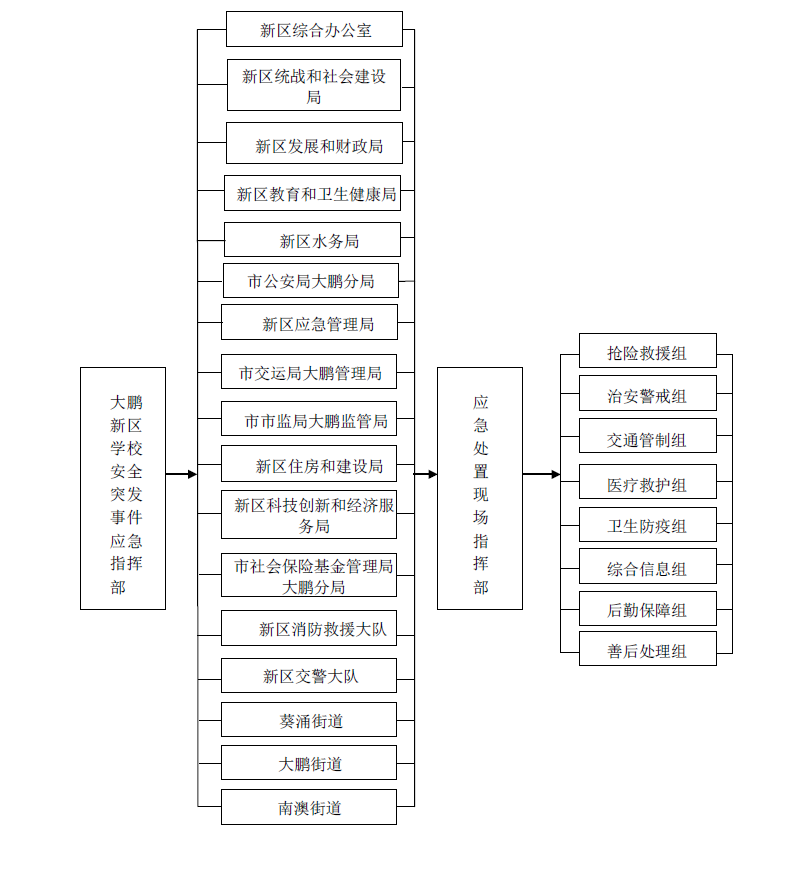 大鹏
新区
学校
安全
突发
事件
应急
指挥
部
新区综合办公室
新区统战和社会建设
局
新区发展和财政局
新区教育和卫生健康局
新区水务局
市公安局大鹏分局
新区应急管理局
市交运局大鹏管理局
市市监局大鹏监管局
新区住房和建设局
新区科技创新和经济服
务局
市社会保险基金管理局
大鹏分局
新区消防救援大队
新区交警大队
葵涌街道
大鹏街道
南澳街道
应
急
处
置
现
场
指
挥
部
抢险救援组
治安警戒组
交通管制组
医疗救护组
卫生防疫组
综合信息组
后勤保障组
善后处理组